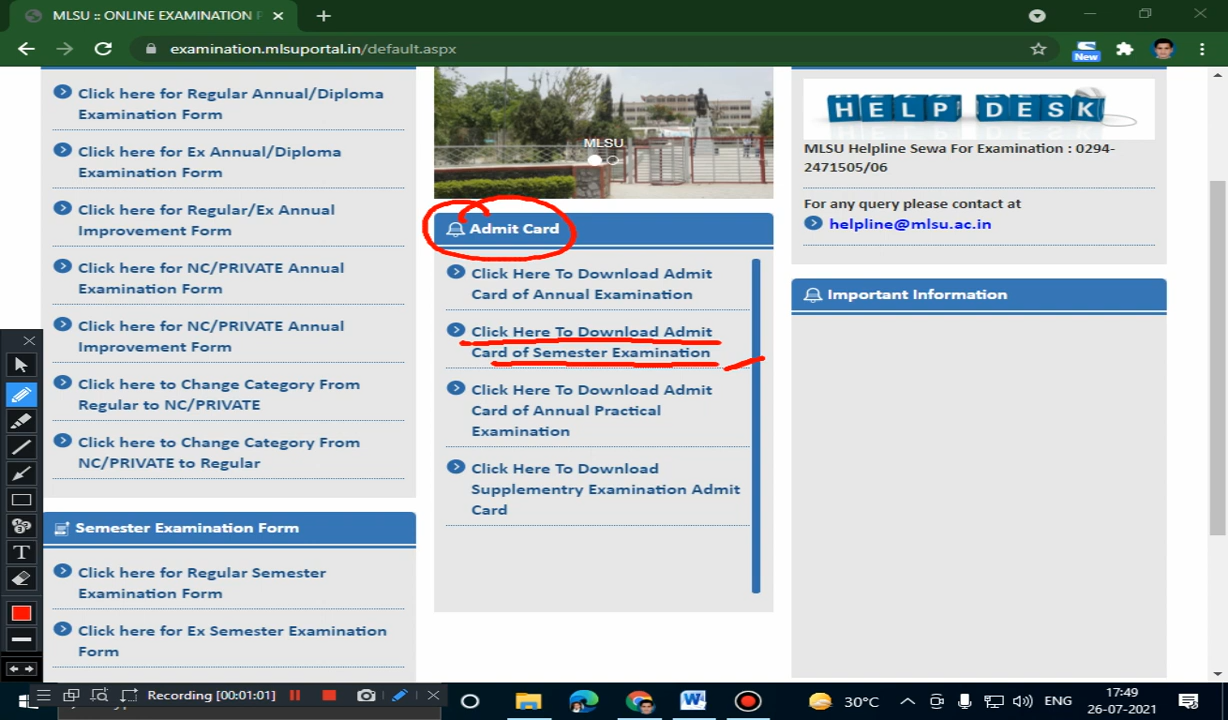 MLSU :: ONLINE EXAMINATION P
examination.mlsuportal.in/default.aspx
New
Click here for Regular Annual/Diploma
Examination Form
Click here for Ex Annual/Diploma
Examination Form
Click here for Regular/Ex Annual
Improvement Form
Click here for NC/PRIVATE Annual
Examination Form
Click here for NC/PRIVATE Annual
Improvement Form
Click here to Change Category From
Regular to NC/PRIVATE
Click here to Change Category From
NC/PRIVATE to Regular
Semester Examination Form
Click here for Regular Semester
Examination Form
Click here for Ex Semester Examination
Form
MLSU
Admit Card
Click Here To Download Admit
Card of Annual Examination
Click Here To Download Admit
Card of Semester Examination
Click Here To Download Admit
Card of Annual Practical
Examination
Click Here To Download
Supplementry Examination Admit
Card
HELP DESK
MLSU Helpline Sewa For Examination : 0294-
2471505/06
For any query please contact at
helpline@mlsu.ac.in
Important Information
T
Recording [00:01:01]
30°C
ENG
17:49
26-07-2021